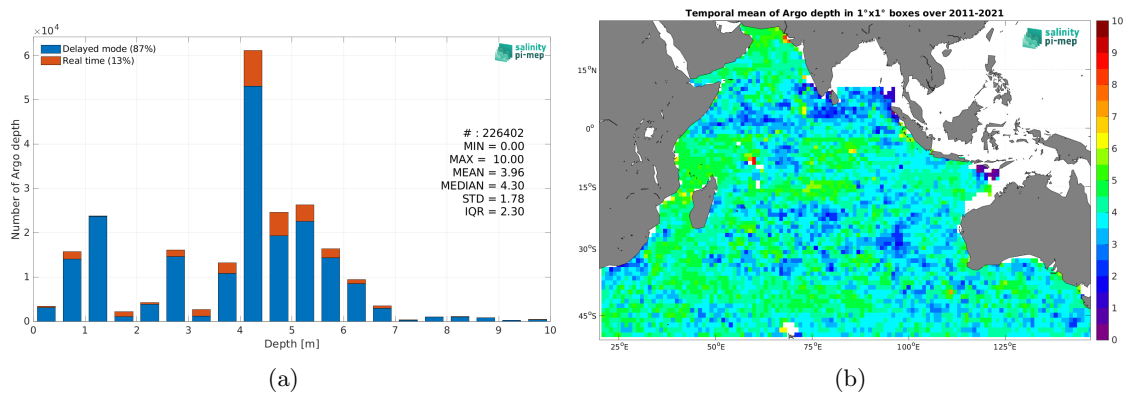 ×10⁴
Delayed mode (87%)
Real time (13%)
salinity
pi-mep
# : 226402
MIN = 0.00
MAX = 10.00
MEAN = 3.96
MEDIAN = 4.30
STD = 1.78
IQR = 2.30
Number of Argo depth
6
5
4
3
2
1
0
0 1 2 3 4 5 6 7 8 9 10
Depth [m]
(a)
Temporal mean of Argo depth in 1°x1° boxes over 2011-2021
salinity
pi-mep
15°N
0°
15°S
30°S
45°S
25°E 50°E 75°E 100°E 125°E
10
9
8
7
6
5
4
3
2
1
0
(b)